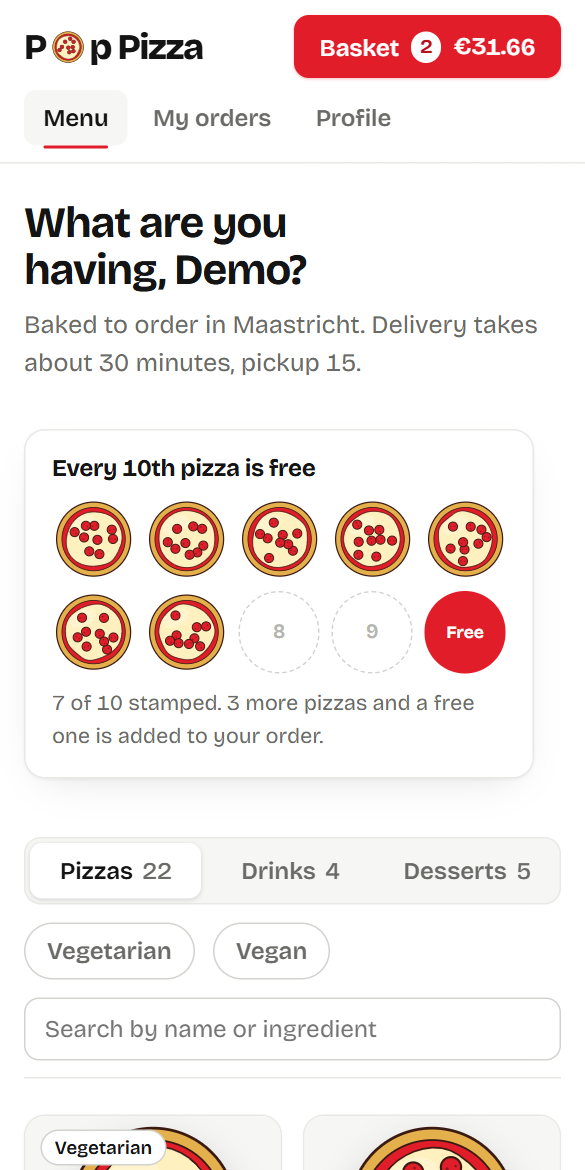 P p Pizza
Basket 2 €31.66
Menu My orders Profile
What are you
having, Demo?
Baked to order in Maastricht. Delivery takes
about 30 minutes, pickup 15.
Every 10th pizza is free
8 9 Free
7 of 10 stamped. 3 more pizzas and a free
one is added to your order.
Pizzas 22 Drinks 4 Desserts 5
Vegetarian Vegan
Search by name or ingredient
Vegetarian